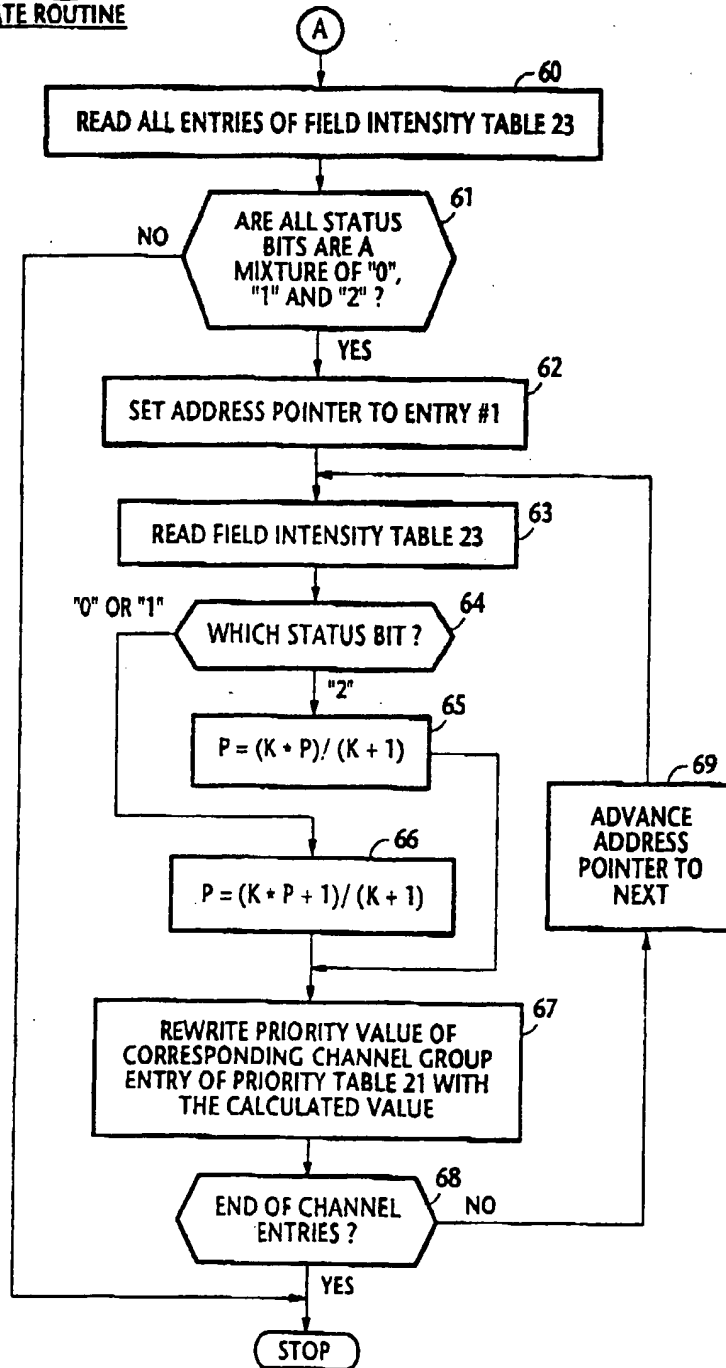 ATE ROUTINE
A
60
READ ALL ENTRIES OF FIELD INTENSITY TABLE 23
61
ARE ALL STATUS
BITS ARE A
MIXTURE OF "0",
"1" AND "2" ?
NO
YES
62
SET ADDRESS POINTER TO ENTRY #1
63
READ FIELD INTENSITY TABLE 23
64
"0" OR "1"
WHICH STATUS BIT ?
"2"
65
P = (K * P) / (K + 1)
69
ADVANCE
ADDRESS
POINTER TO
NEXT
66
P = (K * P + 1) / (K + 1)
67
REWRITE PRIORITY VALUE OF
CORRESPONDING CHANNEL GROUP
ENTRY OF PRIORITY TABLE 21 WITH
THE CALCULATED VALUE
68
END OF CHANNEL
ENTRIES ?
NO
YES
STOP